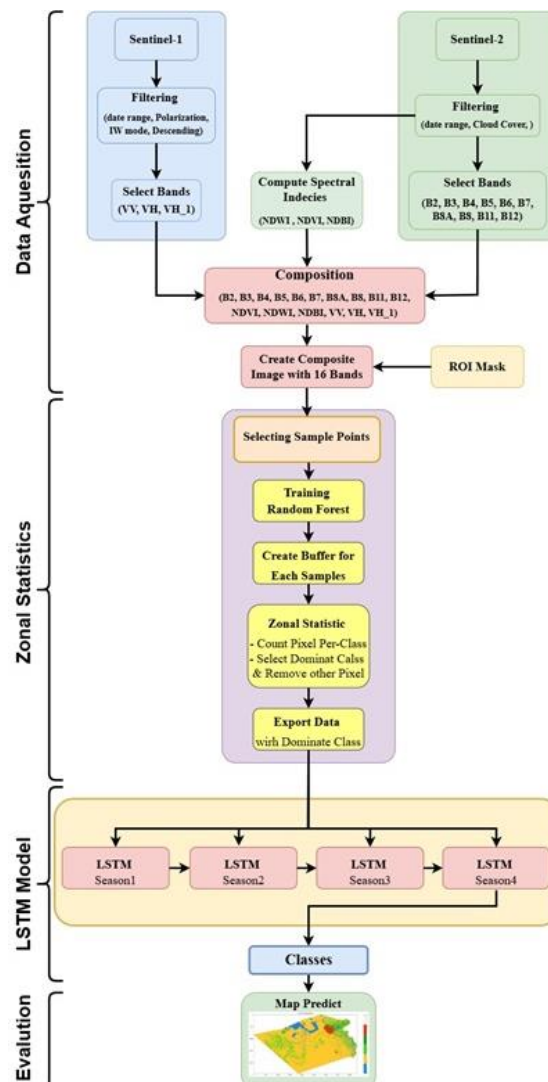 Data Aquesition
Sentinel-1
Filtering
(date range, Polarization,
IW mode, Descending)
Select Bands
(VV, VH, VH_1)
Sentinel-2
Filtering
(date range, Cloud Cover, )
Select Bands
(B2, B3, B4, B5, B6, B7,
B8A, B8, B11, B12)
Compute Spectral
Indecies
(NDWI , NDVI, NDBI)
Composition
(B2, B3, B4, B5, B6, B7, B8A, B8, B11, B12,
NDVI, NDWI, NDBI, VV, VH, VH_1)
Create Composite
Image with 16 Bands
ROI Mask
Zonal Statistics
Selecting Sample Points
Training
Random Forest
Create Buffer for
Each Samples
Zonal Statistic
- Count Pixel Per-Class
- Select Dominat Calss
& Remove other Pixel
Export Data
wirh Dominate Class
LSTM Model
LSTM
Season1
LSTM
Season2
LSTM
Season3
LSTM
Season4
Classes
Evalution
Map Predict